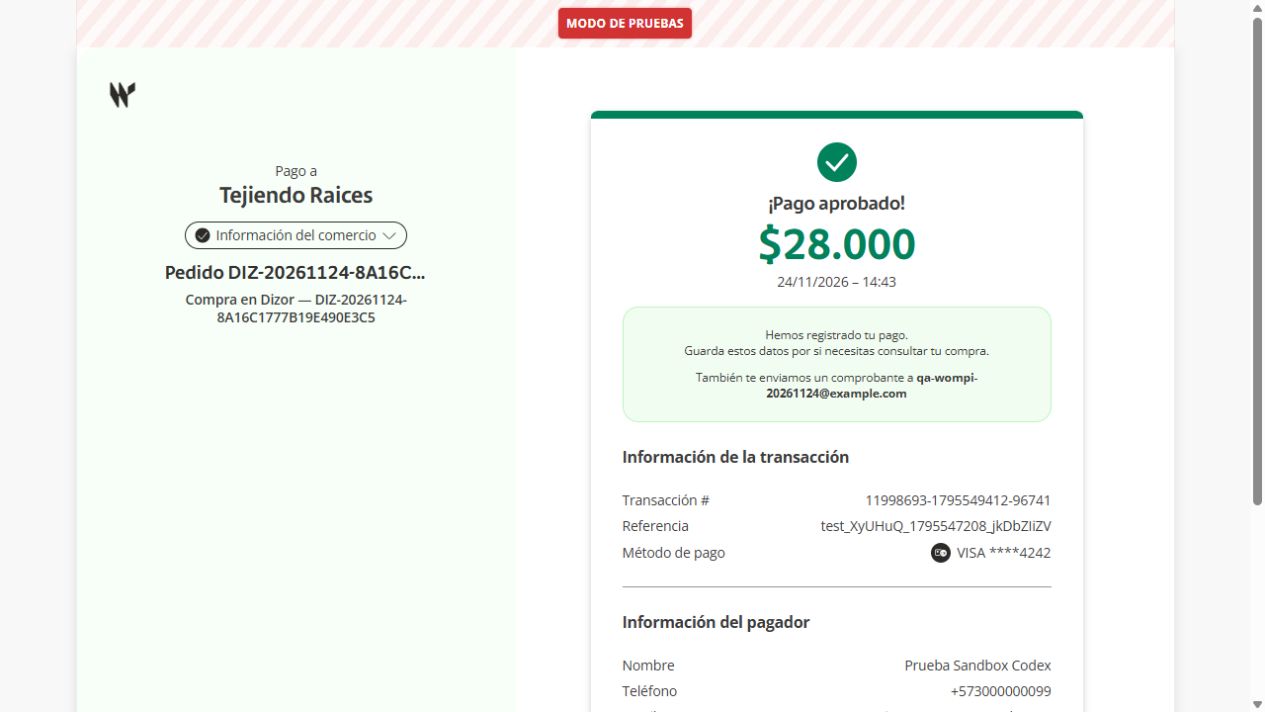 MODO DE PRUEBAS
Pago a
Tejiendo Raices
Información del comercio
Pedido DIZ-20261124-8A16C...
Compra en Dizor — DIZ-20261124-
8A16C1777B19E490E3C5
¡Pago aprobado!
$28.000
24/11/2026 – 14:43
Hemos registrado tu pago.
Guarda estos datos por si necesitas consultar tu compra.
También te enviamos un comprobante a qa-wompi-
20261124@example.com
Información de la transacción
Transacción # 11998693-1795549412-96741
Referencia test_XyUHuQ_1795547208_jkDbZIiZV
Método de pago VISA ****4242
Información del pagador
Nombre Prueba Sandbox Codex
Teléfono +573000000099